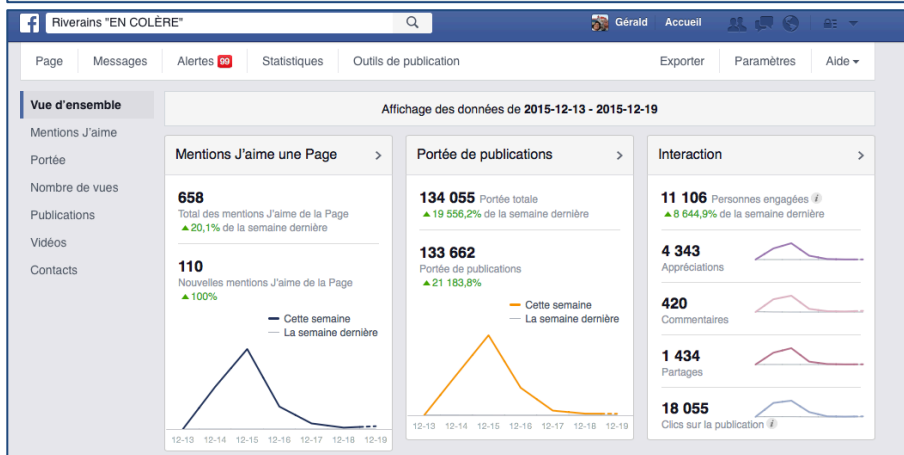 f Riverains "EN COLÈRE" Gérald Accueil
Page Messages Alertes 99 Statistiques Outils de publication Exporter Paramètres Aide
Vue d'ensemble
Mentions J'aime
Portée
Nombre de vues
Publications
Vidéos
Contacts
Affichage des données de 2015-12-13 - 2015-12-19
Mentions J'aime une Page
658
Total des mentions J'aime de la Page
20,1% de la semaine dernière
110
Nouvelles mentions J'aime de la Page
100%
Cette semaine
La semaine dernière
12-13 12-14 12-15 12-16 12-17 12-18 12-19
Portée de publications
134 055 Portée totale
19 556,2% de la semaine dernière
133 662
Portée de publications
21 183,8%
Cette semaine
La semaine dernière
12-13 12-14 12-15 12-16 12-17 12-18 12-19
Interaction
11 106 Personnes engagées i
8 644,9% de la semaine dernière
4 343
Appréciations
420
Commentaires
1 434
Partages
18 055
Clics sur la publication i